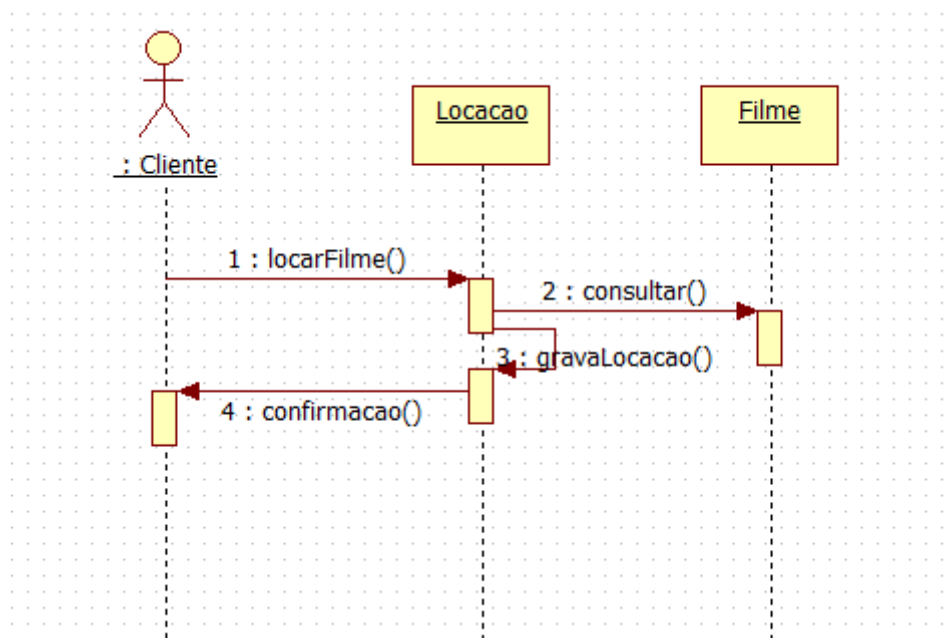 Locacao
Filme
: Cliente
1 : locarFilme()
2 : consultar()
3 : gravaLocacao()
4 : confirmacao()